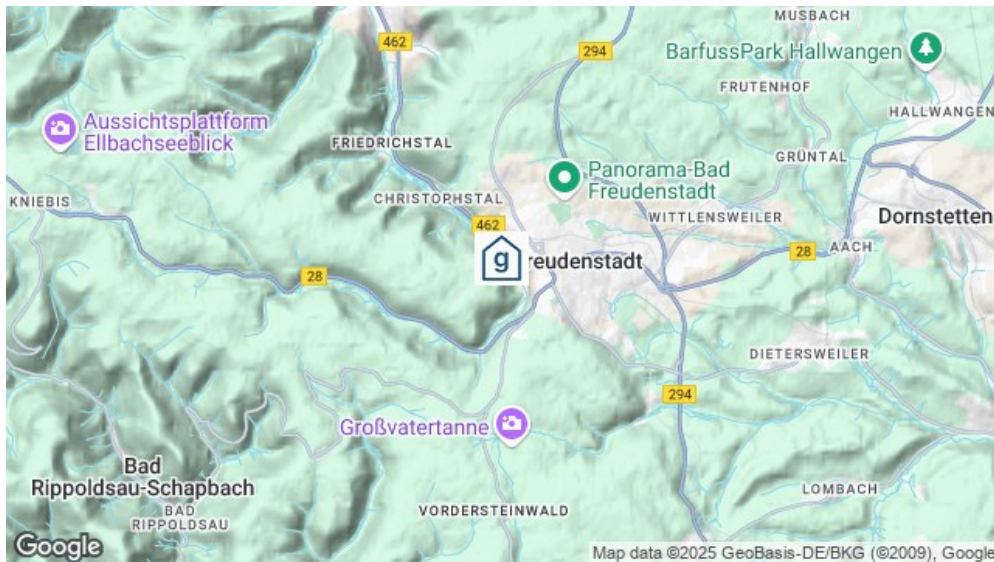 MUSBACH
462
294
BarfussPark Hallwangen
FRUTENHOF
HALLWANGEN
Aussichtsplattform
Ellbachseeblick
FRIEDRICHSTAL
GRÜNTAL
Panorama-Bad
Freudenstadt
KNIEBIS
CHRISTOPHSTAL
WITTLENSWEILER
Dornstetten
462
AACH
28
g
reudenstadt
28
DIETERSWEILER
294
Großvatertanne
Bad
Rippoldsau-Schapbach
LOMBACH
BAD
RIPPOLDSAU
VORDERSTEINWALD
Google
Map data ©2025 GeoBasis-DE/BKG (©2009), Google